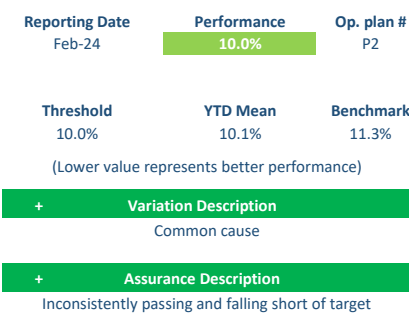 Reporting Date Performance Op. plan #
Feb-24 10.0% P2
Threshold YTD Mean Benchmark
10.0% 10.1% 11.3%
(Lower value represents better performance)
+ Variation Description
Common cause
+ Assurance Description
Inconsistently passing and falling short of target